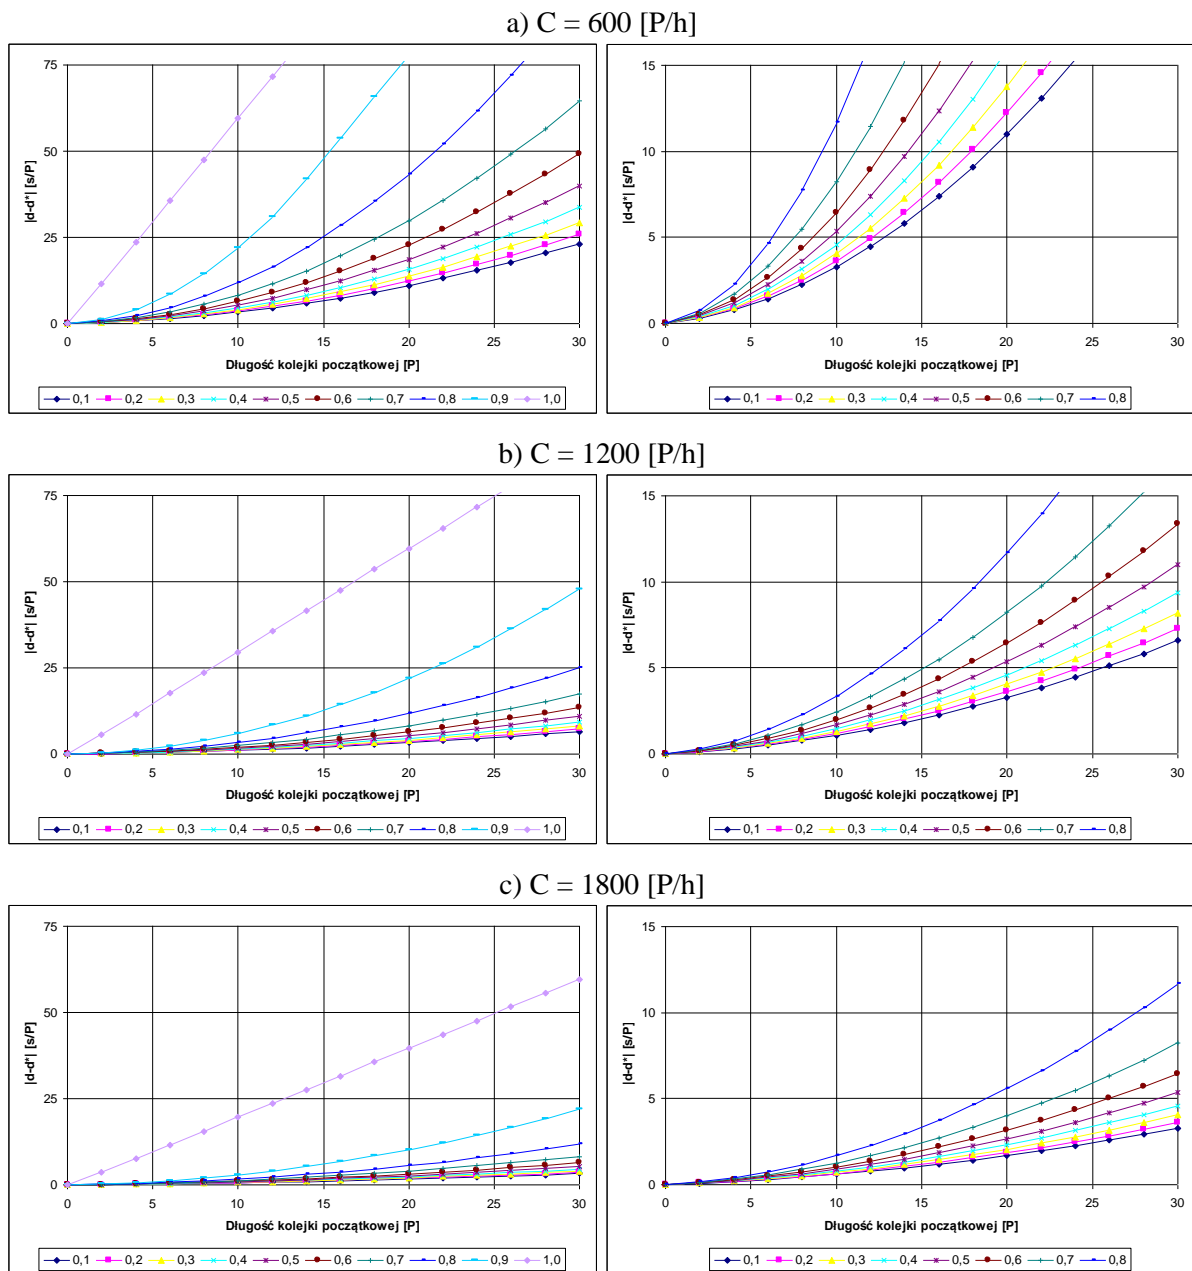 a) C = 600 [P/h]
75
50
25
0
|d-d*| [s/P]
0 5 10 15 20 25 30
Długość kolejki początkowej [P]
0,1 0,2 0,3 0,4 0,5 0,6 0,7 0,8 0,9 1,0
15
10
5
0
|d-d*| [s/P]
0 5 10 15 20 25 30
Długość kolejki początkowej [P]
0,1 0,2 0,3 0,4 0,5 0,6 0,7 0,8
b) C = 1200 [P/h]
75
50
25
0
|d-d*| [s/P]
0 5 10 15 20 25 30
Długość kolejki początkowej [P]
0,1 0,2 0,3 0,4 0,5 0,6 0,7 0,8 0,9 1,0
15
10
5
0
|d-d*| [s/P]
0 5 10 15 20 25 30
Długość kolejki początkowej [P]
0,1 0,2 0,3 0,4 0,5 0,6 0,7 0,8
c) C = 1800 [P/h]
75
50
25
0
|d-d*| [s/P]
0 5 10 15 20 25 30
Długość kolejki początkowej [P]
0,1 0,2 0,3 0,4 0,5 0,6 0,7 0,8 0,9 1,0
15
10
5
0
|d-d*| [s/P]
0 5 10 15 20 25 30
Długość kolejki początkowej [P]
0,1 0,2 0,3 0,4 0,5 0,6 0,7 0,8